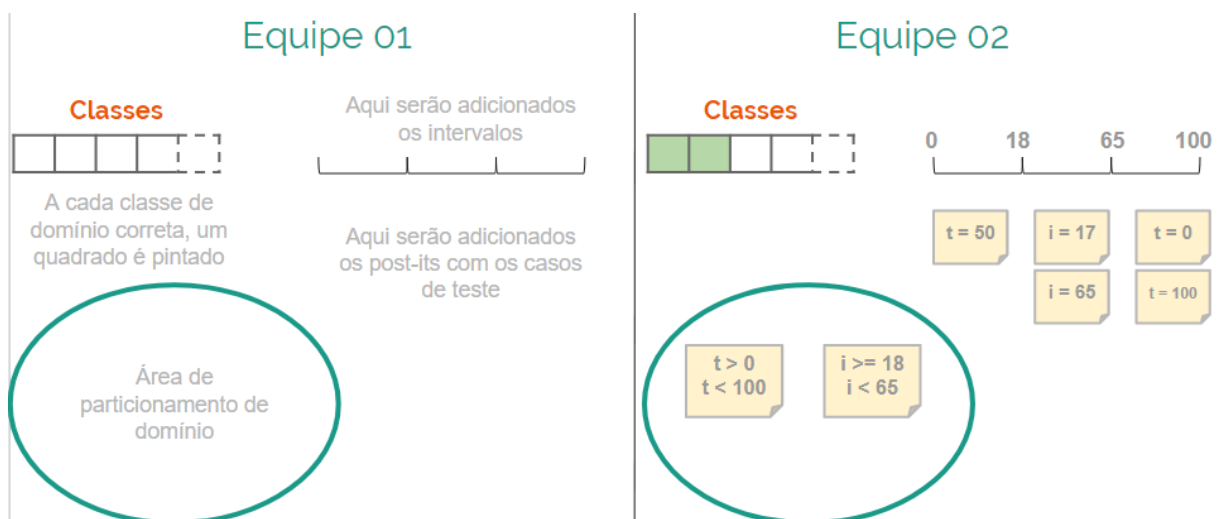 Equipe 01
Classes
A cada classe de
domínio correta, um
quadrado é pintado
Aqui serão adicionados
os intervalos
Aqui serão adicionados
os post-its com os casos
de teste
Área de
particionamento de
domínio
Equipe 02
Classes
0 18 65 100
t = 50 i = 17 t = 0
i = 65 t = 100
t > 0
t < 100
i >= 18
i < 65